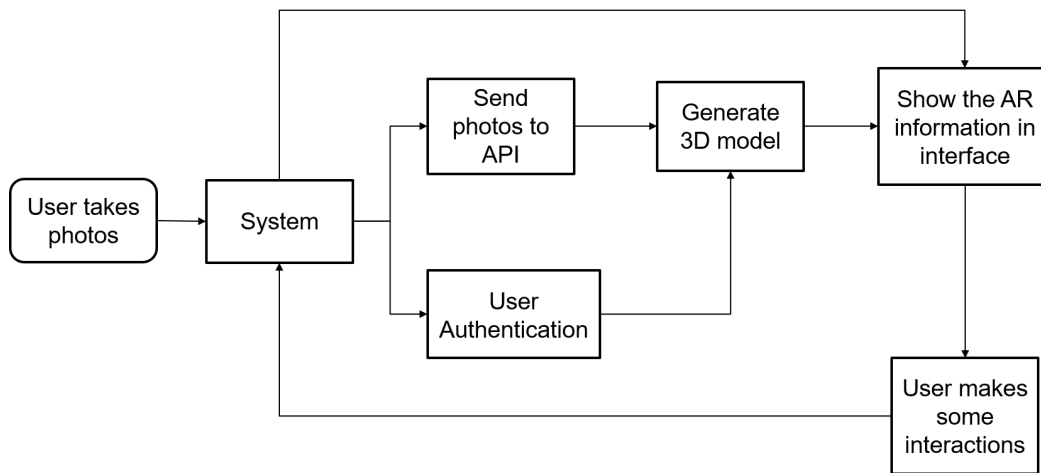 User takes
photos
System
Send
photos to
API
User
Authentication
Generate
3D model
Show the AR
information in
interface
User makes
some
interactions